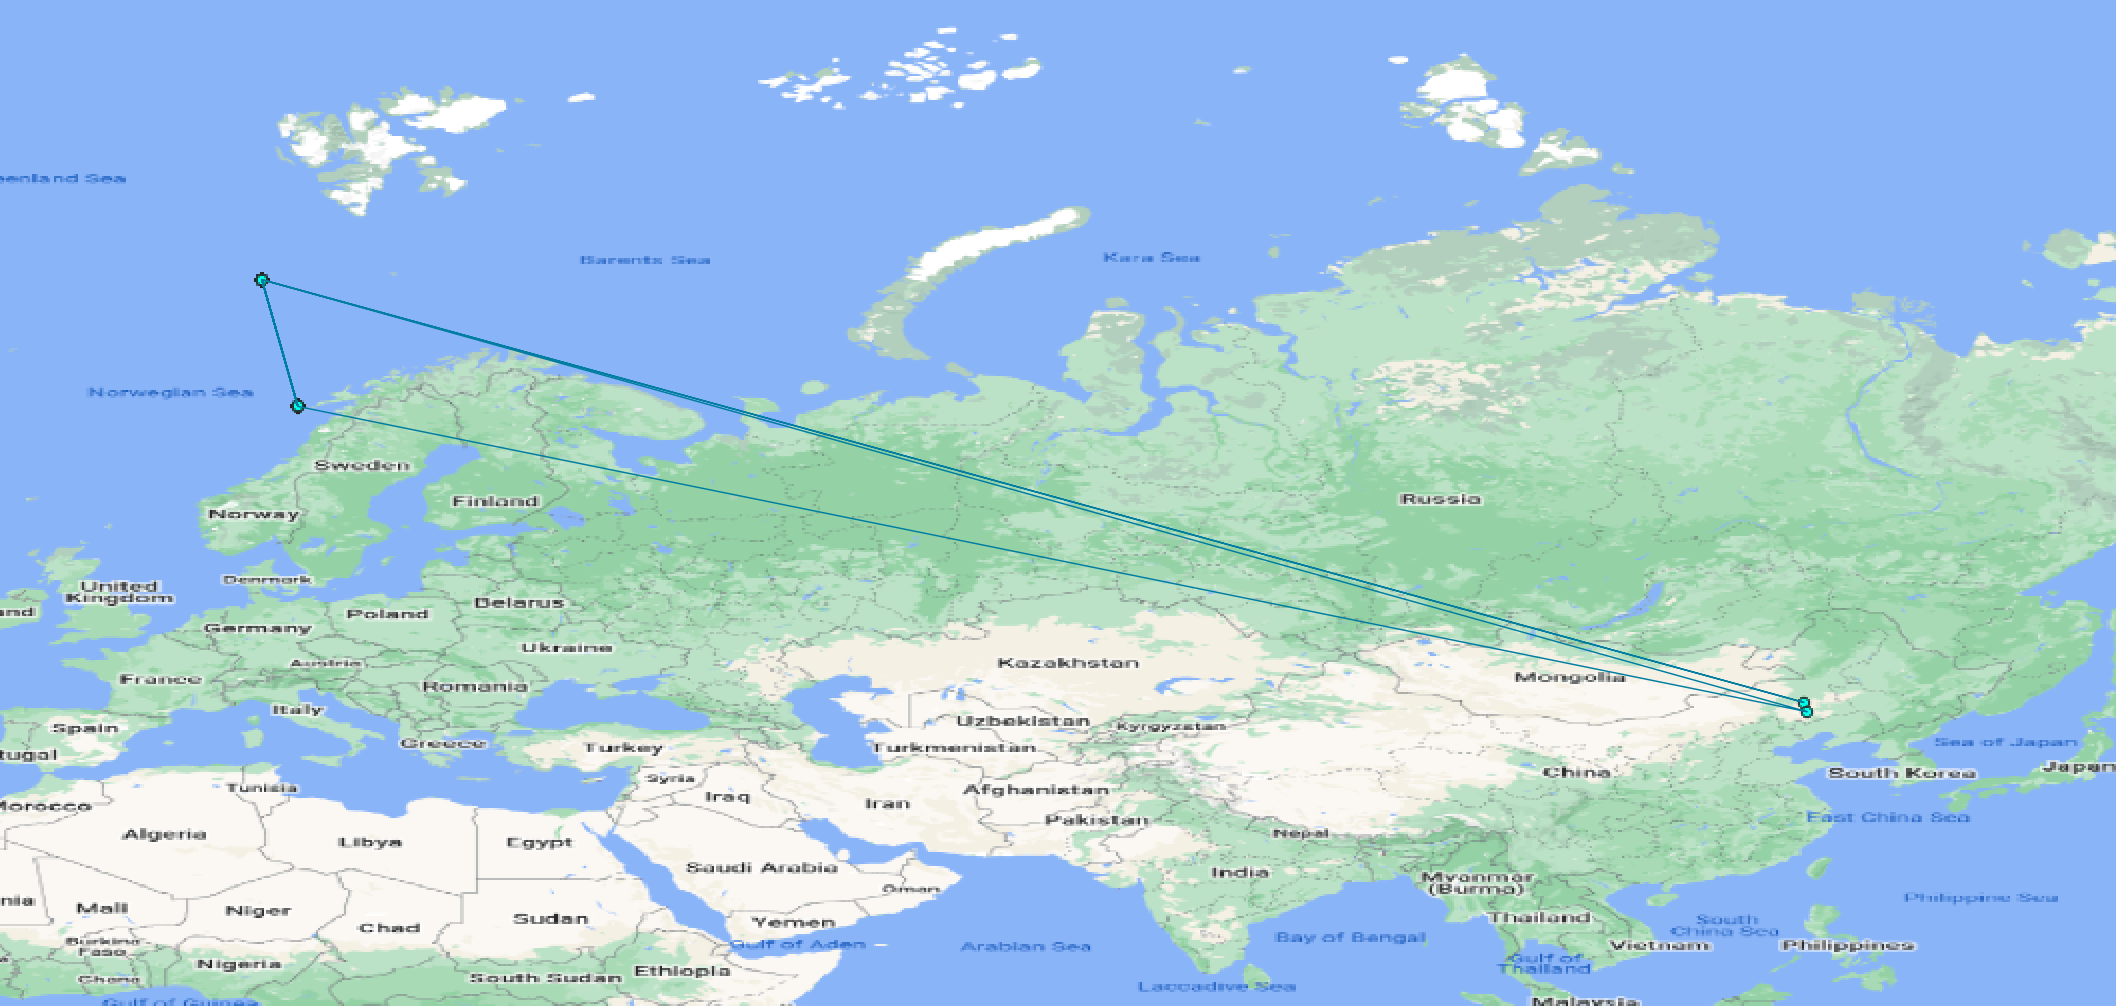 eenland Sea
Barents Sea
Kara Sea
Norwegian Sea
Sweden
Finland
Russia
Norway
Denmark
United
Kingdom
and
Belarus
Poland
Germany
Ukraine
Austria
Kazakhstan
France
Romania
Mongolia
Italy
Spain
Uzbekistan
Kyrgyzstan
Greece
Turkey
Turkmenistan
Sea of Japan
tugal
Syria
China
South Korea
Japan
Tunisia
Iraq
Iran
Afghanistan
Morocco
Pakistan
East China Sea
Algeria
Libya
Egypt
Nepal
Saudi Arabia
India
Oman
Myanmar
(Burma)
nia
Mali
Niger
Chad
Sudan
Yemen
Thailand
Philippine Sea
South
China Sea
Burkina
Faso
Gulf of Aden
Arabian Sea
Bay of Bengal
Vietnam
Philippines
Nigeria
Ghana
South Sudan
Ethiopia
Gulf of
Thailand
Laccadive Sea
Gulf of Guinea
Malaysia